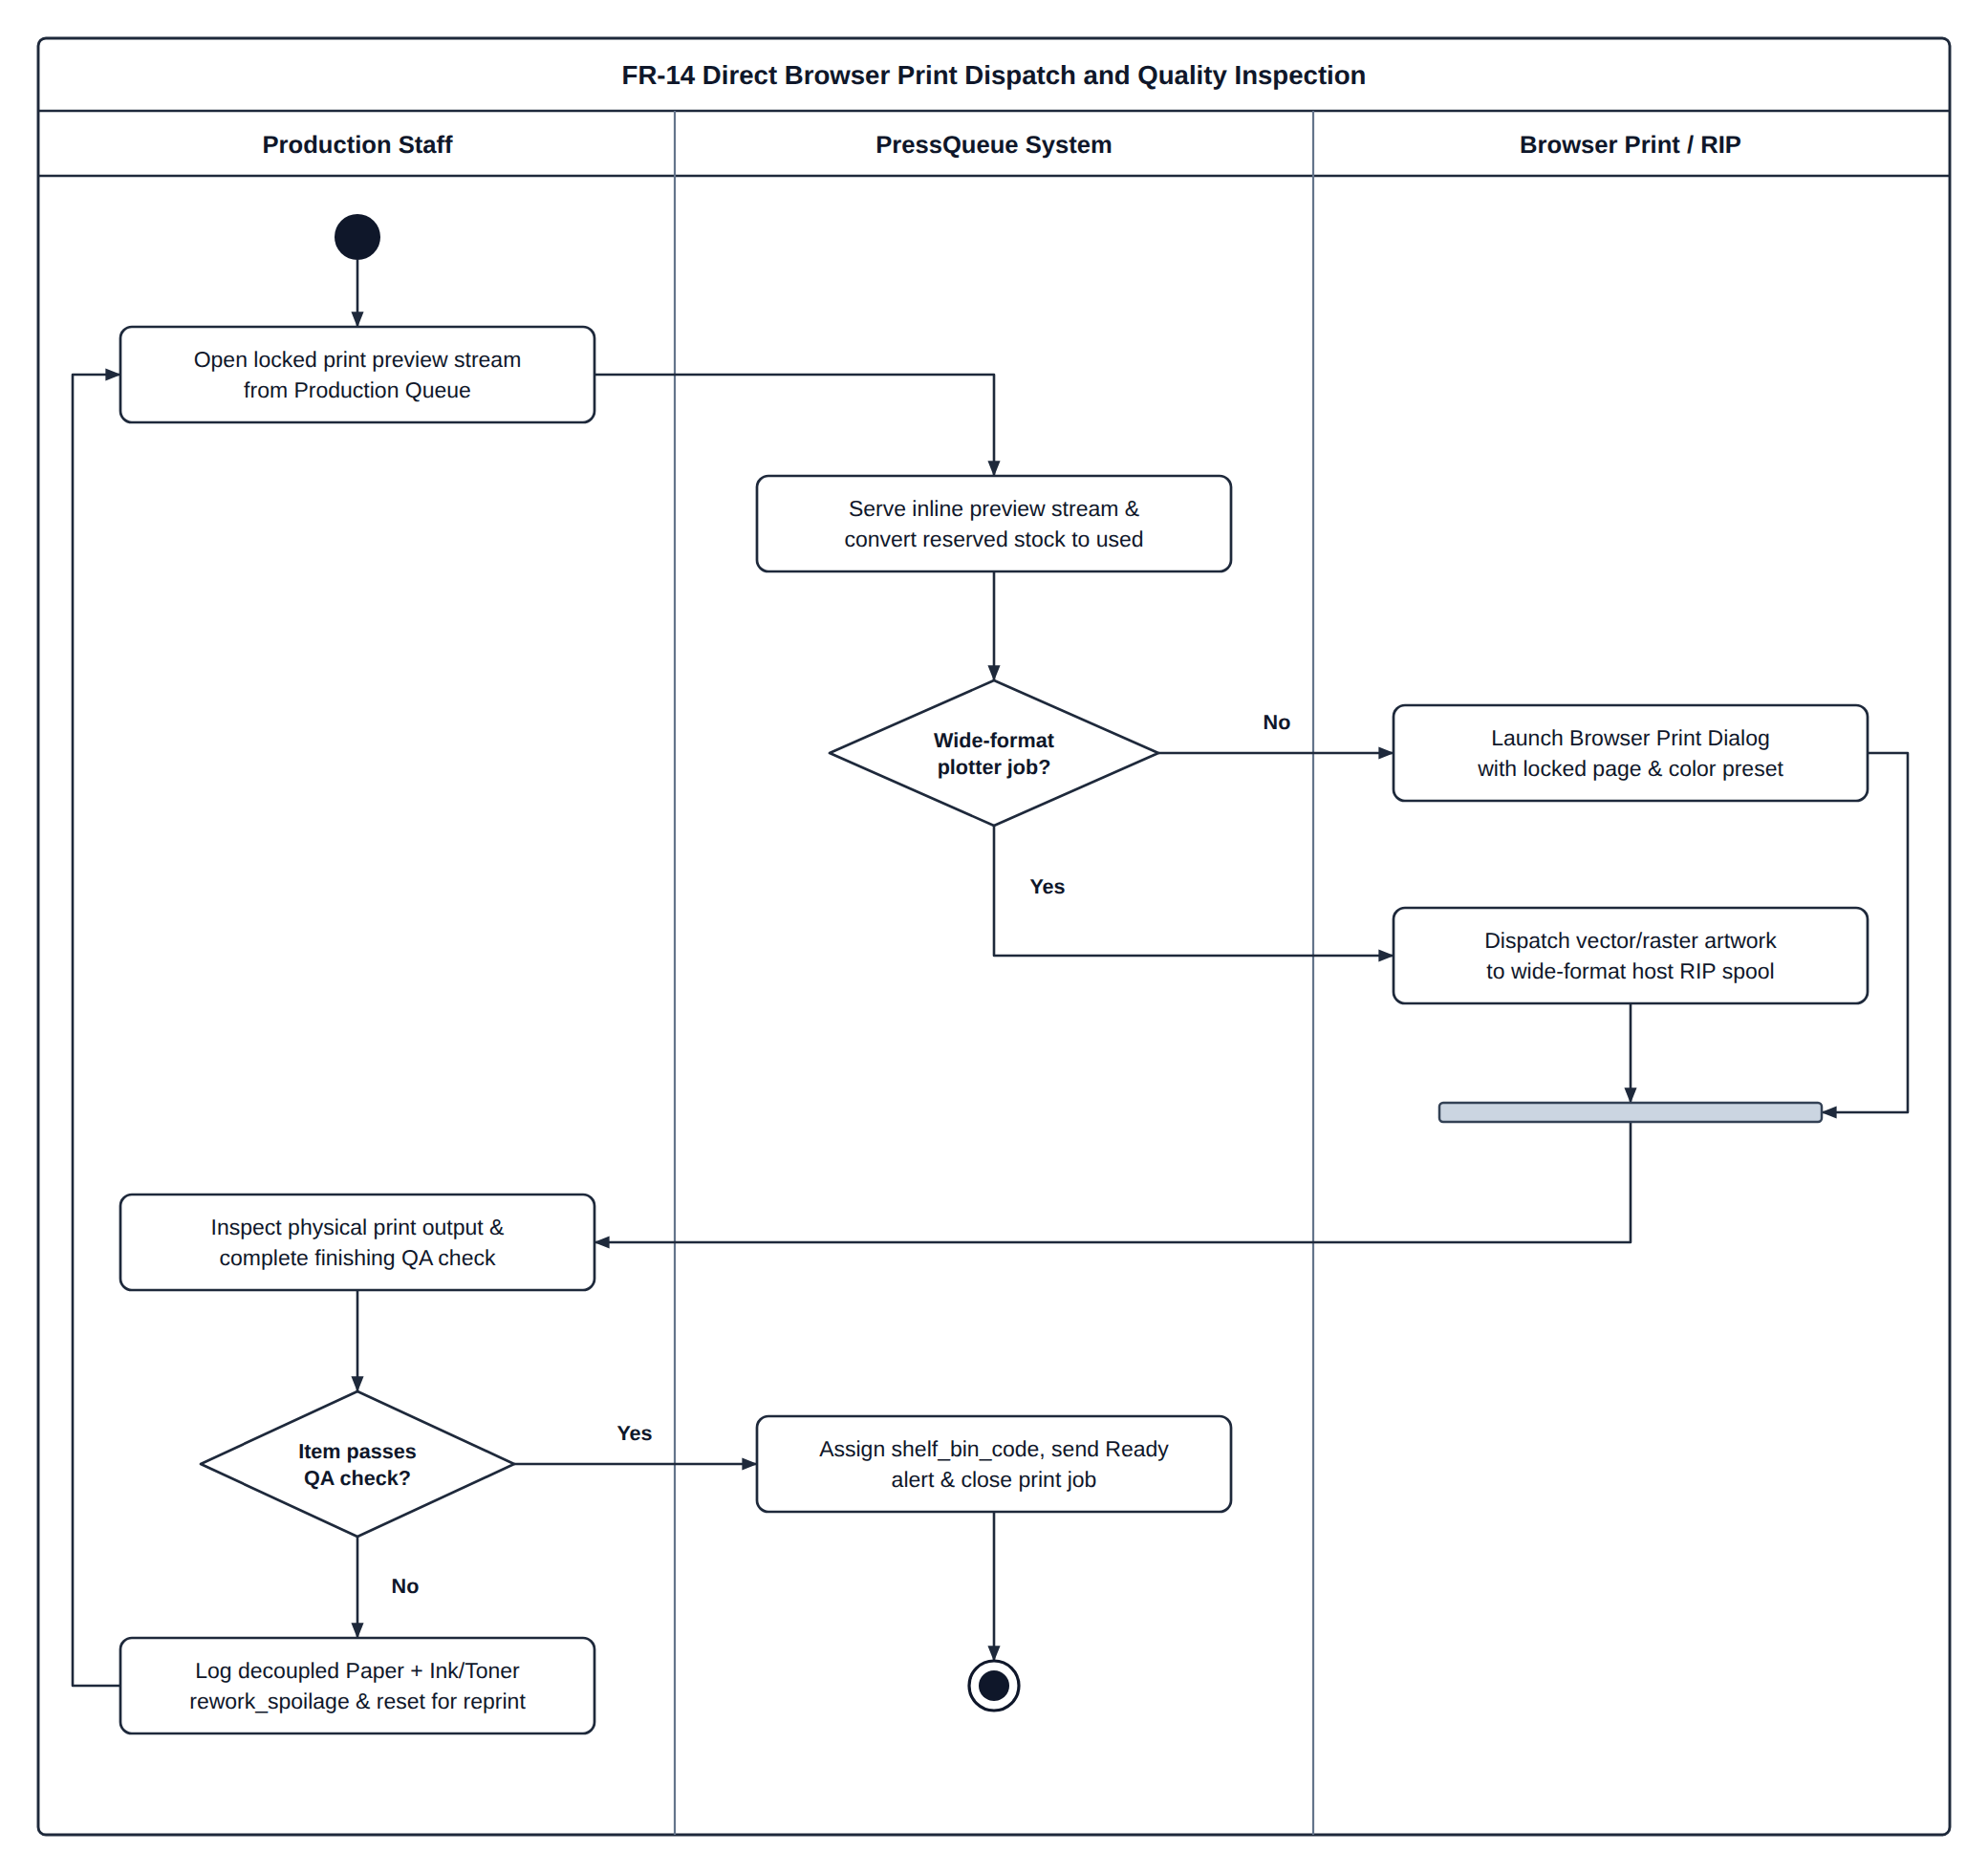 FR-14 Direct Browser Print Dispatch and Quality Inspection
Production Staff
PressQueue System
Browser Print / RIP
Open locked print preview stream
from Production Queue
Serve inline preview stream &
convert reserved stock to used
Wide-format
plotter job?
No
Launch Browser Print Dialog
with locked page & color preset
Yes
Dispatch vector/raster artwork
to wide-format host RIP spool
Inspect physical print output &
complete finishing QA check
Item passes
QA check?
Yes
Assign shelf_bin_code, send Ready
alert & close print job
No
Log decoupled Paper + Ink/Toner
rework_spoilage & reset for reprint